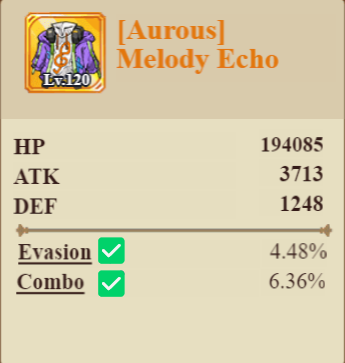 [Aurous]
Melody Echo
Lv.120
HP 194085
ATK 3713
DEF 1248
Evasion 4.48%
Combo 6.36%